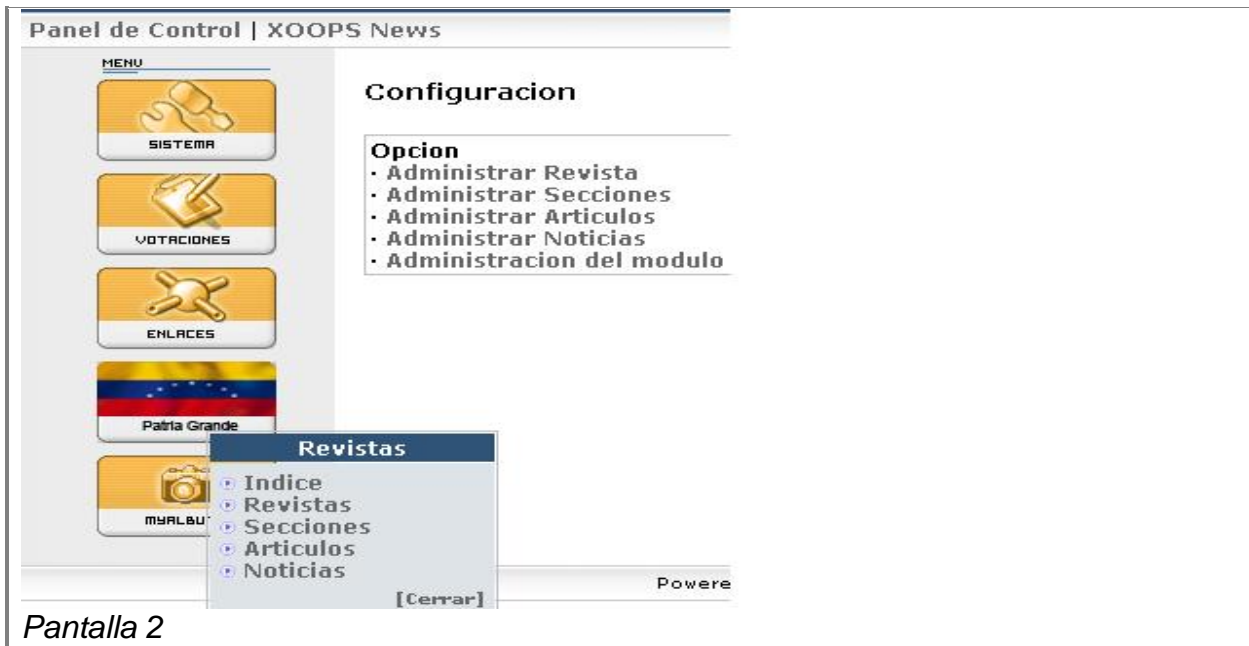 Panel de Control | XOOPS News
MENU
SISTEMA
VOTACIONES
ENLACES
Patria Grande
MYALBU
Configuracion
Opcion
· Administrar Revista
· Administrar Secciones
· Administrar Articulos
· Administrar Noticias
· Administracion del modulo
Revistas
Indice
Revistas
Secciones
Articulos
Noticias
[Cerrar]
Powere
Pantalla 2